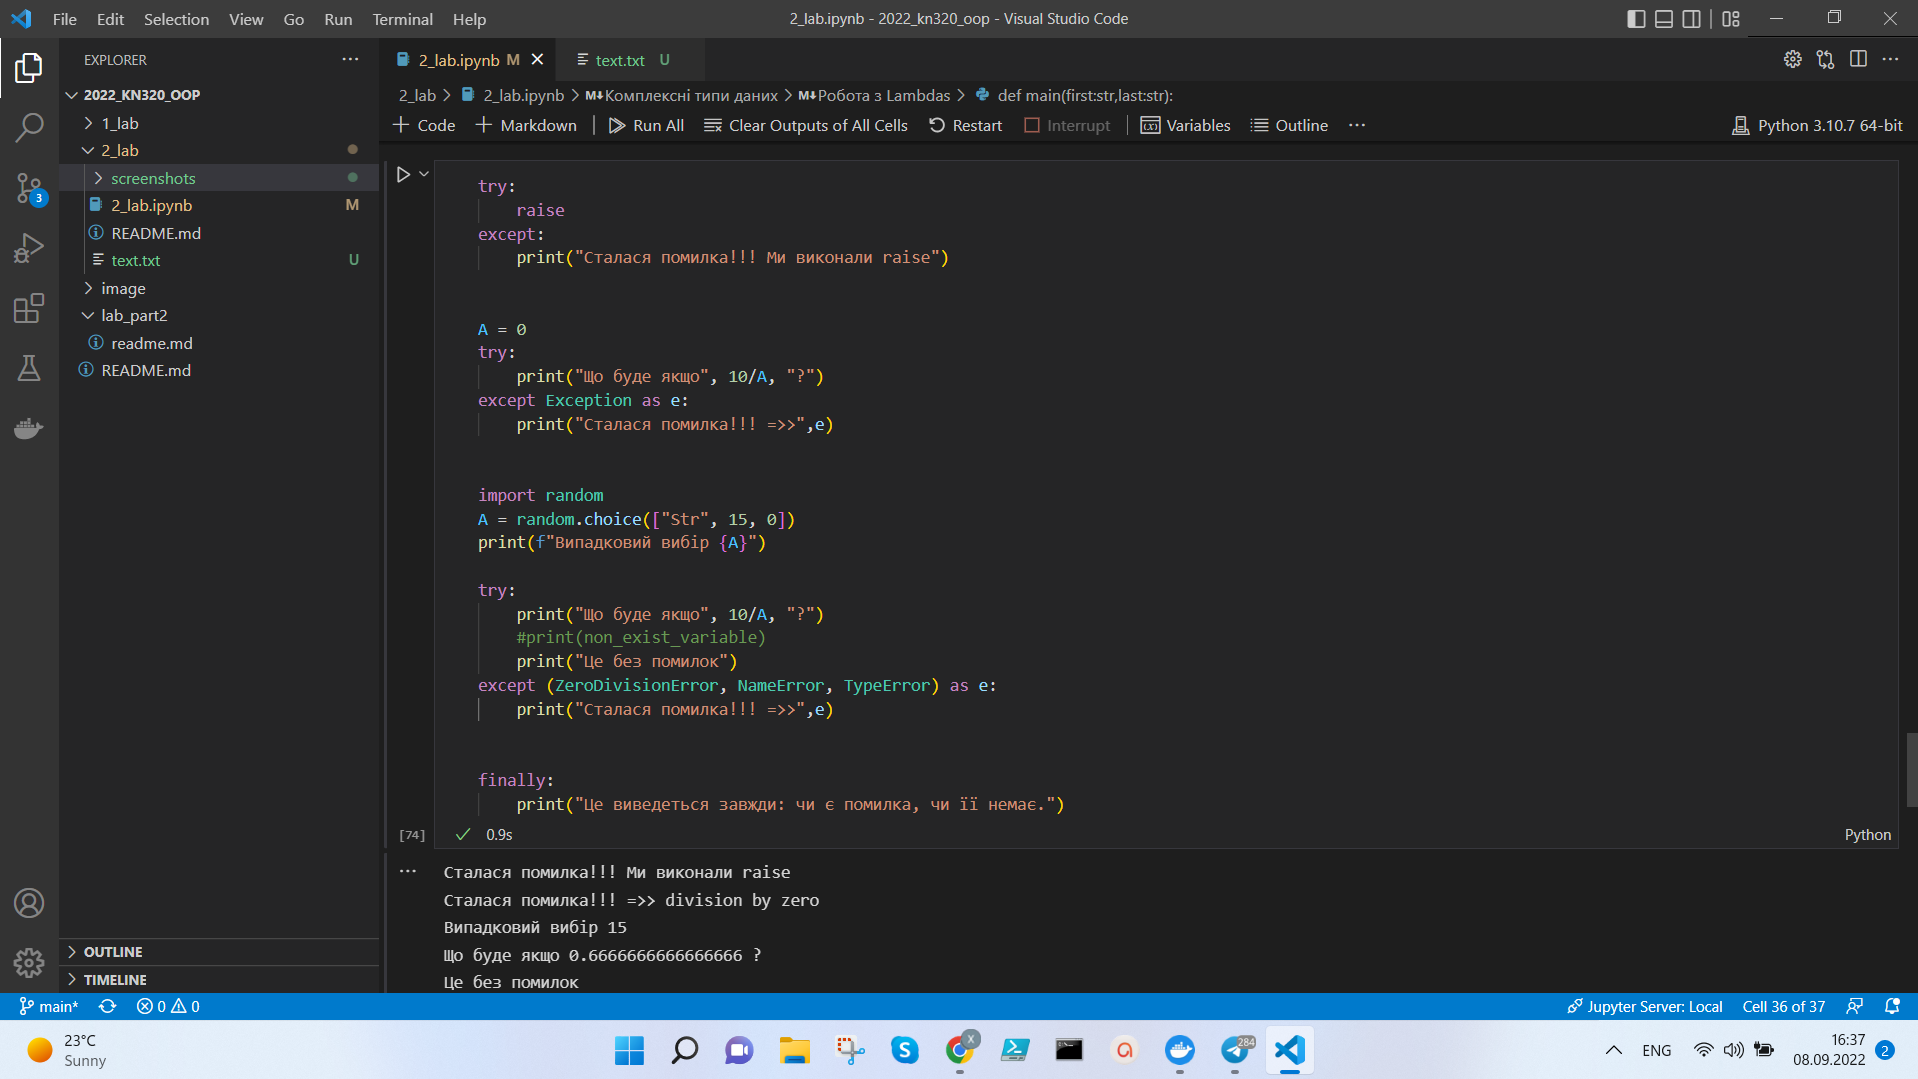 File Edit Selection View Go Run Terminal Help
2_lab.ipynb - 2022_kn320_oop - Visual Studio Code
EXPLORER
2022_KN320_OOP
1_lab
2_lab
screenshots
2_lab.ipynb M
README.md
text.txt U
image
lab_part2
readme.md
README.md
OUTLINE
TIMELINE
3
2_lab.ipynb M
text.txt U
2_lab > 2_lab.ipynb > M↓Комплексні типи даних > M↓Робота з Lambdas > def main(first:str,last:str):
+ Code + Markdown | Run All Clear Outputs of All Cells Restart Interrupt | Variables Outline ···
Python 3.10.7 64-bit
try:
raise
except:
print("Сталася помилка!!! Ми виконали raise")
A = 0
try:
print("Що буде якщо", 10/A, "?")
except Exception as e:
print("Сталася помилка!!! =>>",e)
import random
A = random.choice(["Str", 15, 0])
print(f"Випадковий вибір {A}")
try:
print("Що буде якщо", 10/A, "?")
#print(non_exist_variable)
print("Це без помилок")
except (ZeroDivisionError, NameError, TypeError) as e:
print("Сталася помилка!!! =>>",e)
finally:
print("Це виведеться завжди: чи є помилка, чи її немає.")
[74] ✓ 0.9s
Python
Сталася помилка!!! Ми виконали raise
Сталася помилка!!! =>> division by zero
Випадковий вибір 15
Що буде якщо 0.6666666666666666 ?
Це без помилок
main* 0 0
Jupyter Server: Local Cell 36 of 37
23°C
Sunny
X
284
ENG
16:37
08.09.2022
2